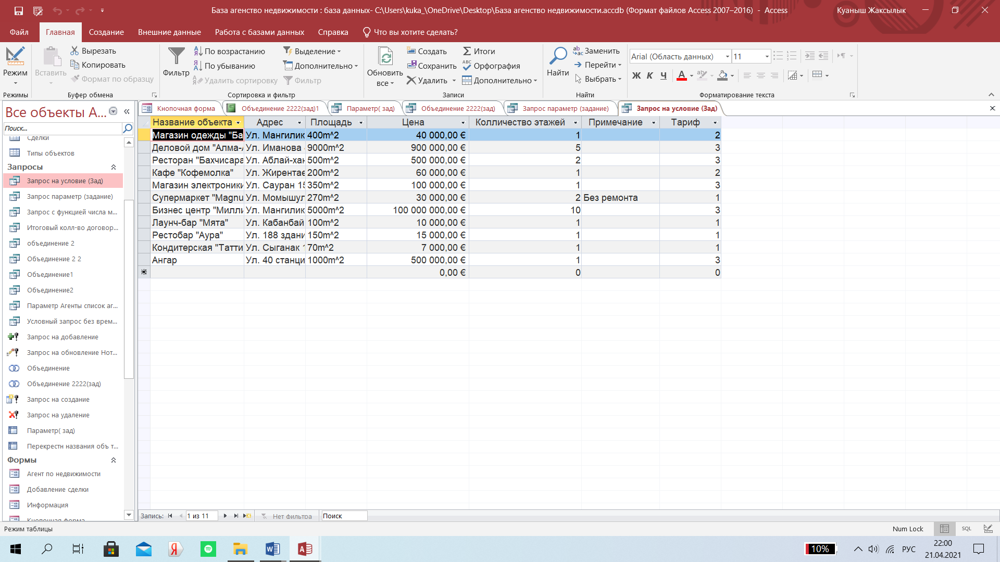 База агенство недвижимости : база данных- C:\Users\kuka_\OneDrive\Desktop\База агенство недвижимости.accdb (Формат файлов Access 2007–2016)  -  Access
Куаныш Жаксылык
Файл
Главная
Создание
Внешние данные
Работа с базами данных
Справка
Что вы хотите сделать?
Режим
Режимы
Вставить
Вырезать
Копировать
Формат по образцу
Буфер обмена
Фильтр
По возрастанию
По убыванию
Удалить сортировку
Выделение
Дополнительно
Фильтр
Сортировка и фильтр
Обновить все
Создать
Сохранить
Удалить
Итоги
Орфография
Дополнительно
Записи
Найти
Заменить
Перейти
Выбрать
Найти
Arial (Область данных)
11
Ж К Ч
Форматирование текста
Все объекты A...
Поиск...
Сделки
Типы объектов
Запросы
Запрос на условие (Зад)
Запрос параметр (задание)
Запрос с функцией числа м...
Итоговый колл-во договор...
объединение 2
Объединение 2 2
Объединение1
Объединение2
Параметр Агенты список аг...
Условный запрос без врем...
Запрос на добавление
Запрос на обновление Нот...
Объединение
Объединение 2222(зад)
Запрос на создание
Запрос на удаление
Параметр( зад)
Перекрестн названия объ т...
Формы
Агент по недвижимости
Добавление сделки
Информация
Кнопочная форма
Кнопочная форма
Объединение 2222(зад)1
Параметр( зад)
Объединение 2222(зад)
Запрос параметр (задание)
Запрос на условие (Зад)
Название объекта Адрес Площадь Цена Колличество этажей Примечание Тариф
Магазин одежды "Ба Ул. Мангилик 400m^2 40 000,00 € 1 2
Деловой дом "Алма- Ул. Иманова 9000m^2 900 000,00 € 5 3
Ресторан "Бахчисара Ул. Аблай-хан 500m^2 500 000,00 € 2 3
Кафе "Кофемолка" Ул. Жирентае 200m^2 60 000,00 € 1 2
Магазин электроники Ул. Сауран 15 350m^2 100 000,00 € 1 3
Супермаркет "Magnu Ул. Момышул 270m^2 30 000,00 € 2 Без ремонта 1
Бизнес центр "Милли Ул. Мангилик 5000m^2 100 000 000,00 € 10 3
Лаунч-бар "Мята" Ул. Кабанбай 100m^2 10 000,00 € 1 1
Рестобар "Аура" Ул. 188 здани 150m^2 15 000,00 € 1 1
Кондитерская "Татти Ул. Сыганак 1 70m^2 7 000,00 € 1 1
Ангар Ул. 40 станци 1000m^2 500 000,00 € 1 3
0,00 € 0 0
Запись: 1 из 11 Нет фильтра Поиск
Режим таблицы
Num Lock
SQL
10%
РУС
22:00
21.04.2021